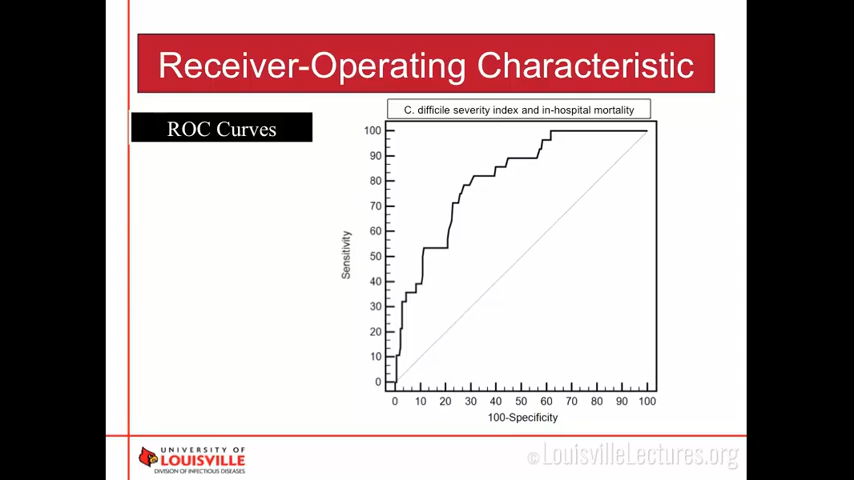 Receiver-Operating Characteristic
ROC Curves
C. difficile severity index and in-hospital mortality
100
90
80
70
60
50
40
30
20
10
0
Sensitivity
0 10 20 30 40 50 60 70 80 90 100
100-Specificity
UNIVERSITY OF
LOUISVILLE
DIVISION OF INFECTIOUS DISEASES
©LouisvilleLectures.org